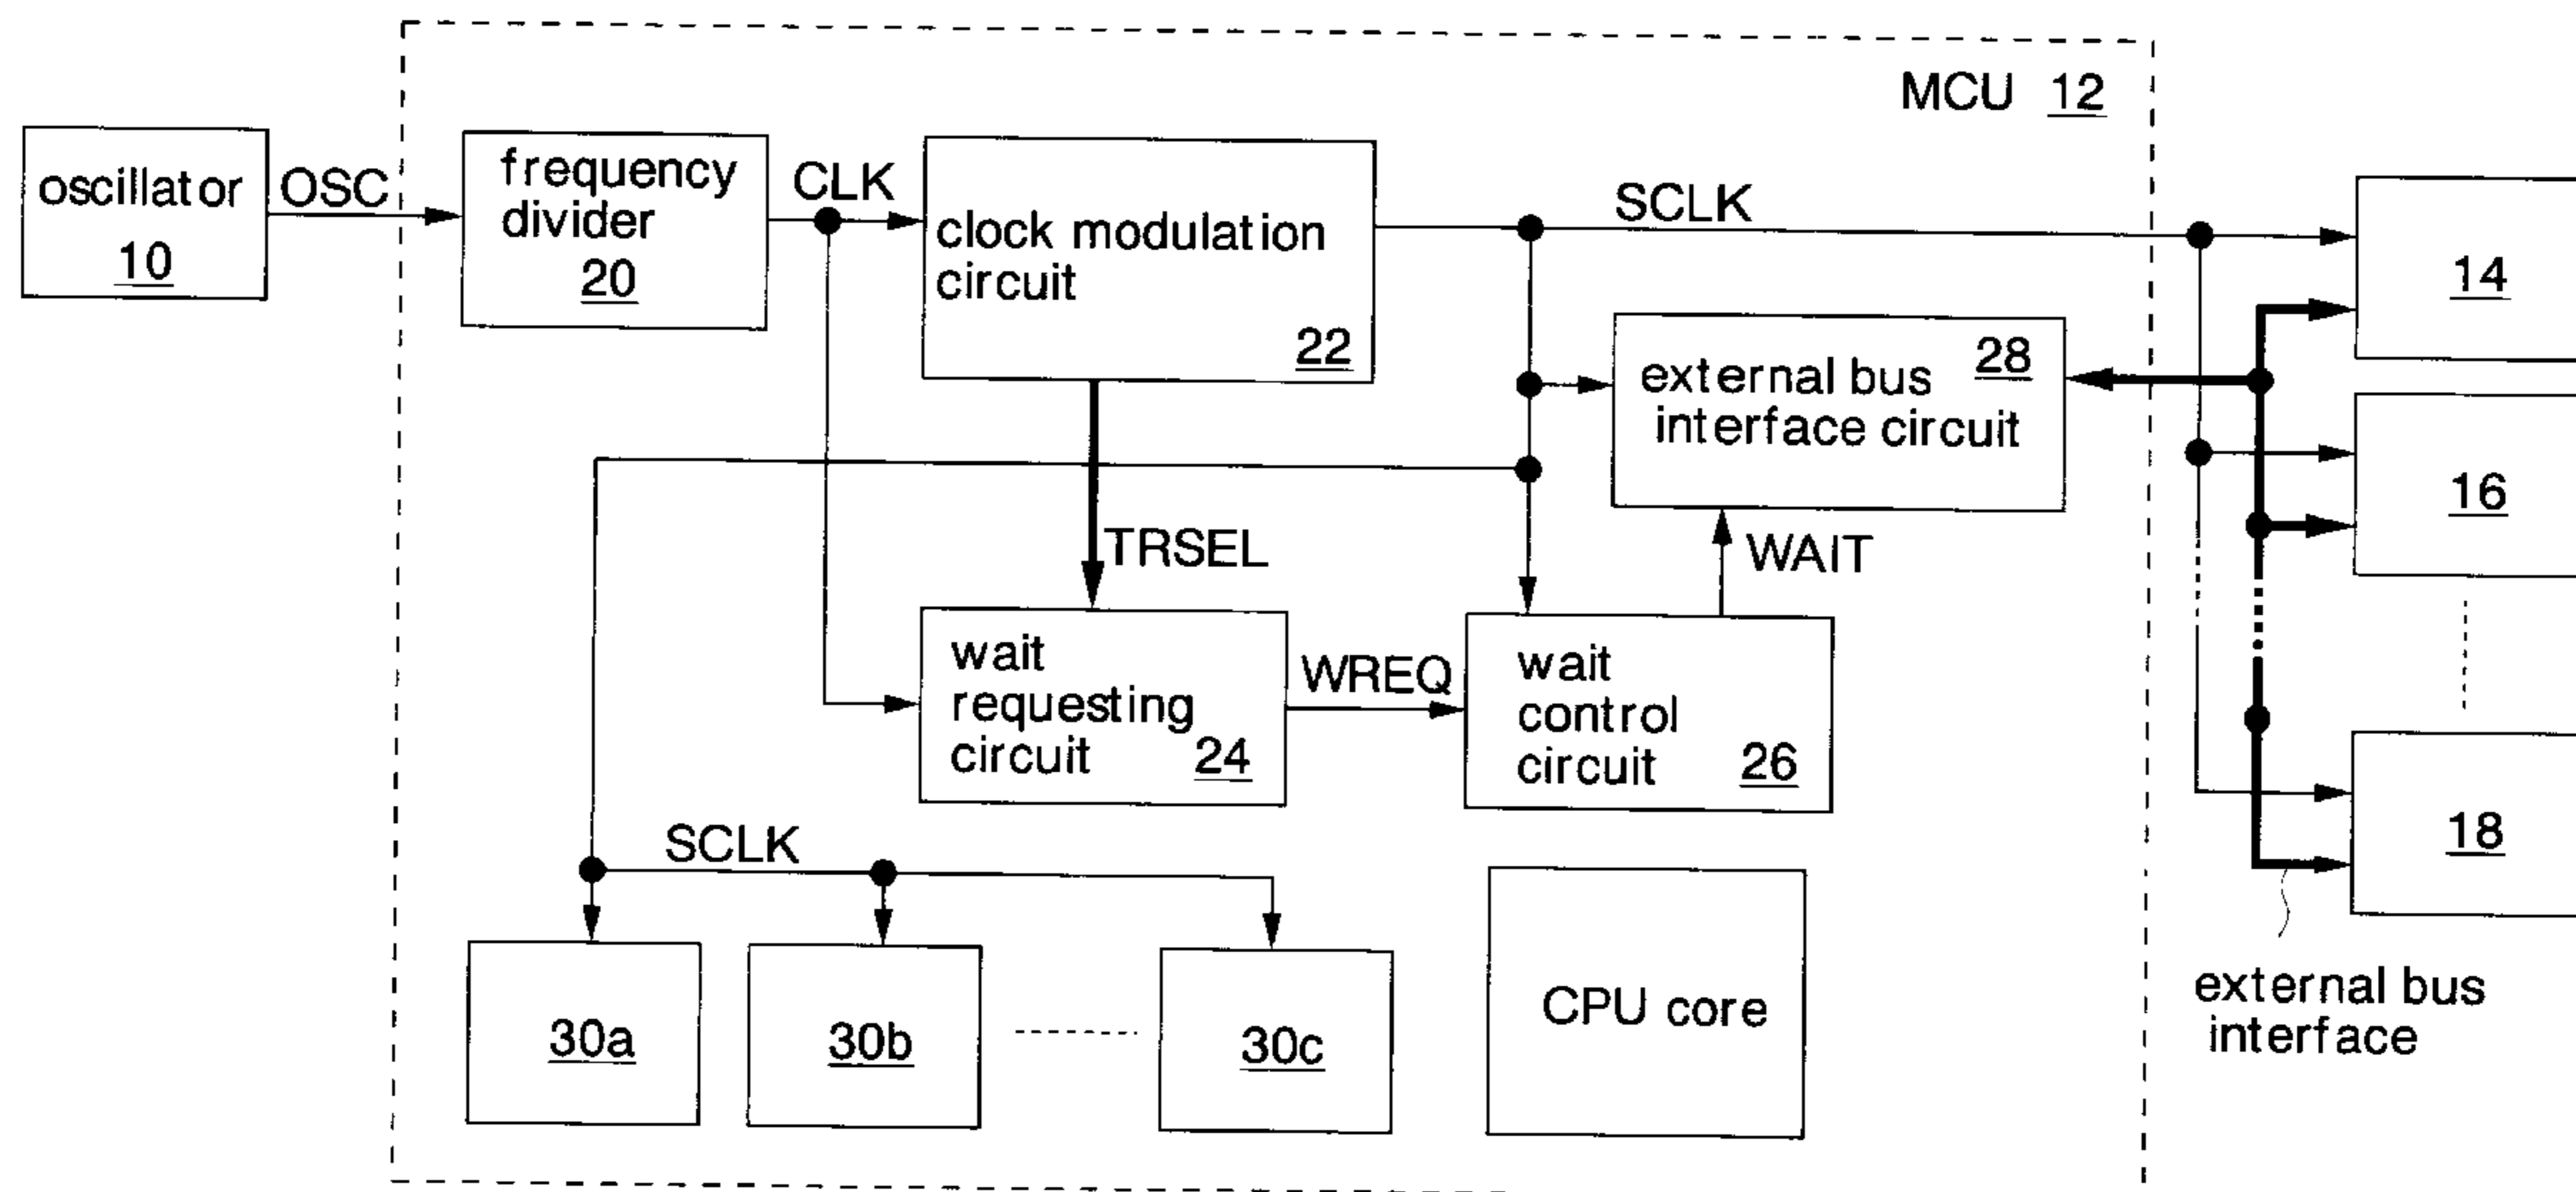 MCU 12
oscillator
10
OSC
frequency
divider
20
CLK
clock modulation
circuit
22
SCLK
14
external bus
interface circuit
28
16
TRSEL
WAIT
wait
requesting
circuit
24
WREQ
wait
control
circuit
26
18
SCLK
30a
30b
30c
CPU core
external bus
interface